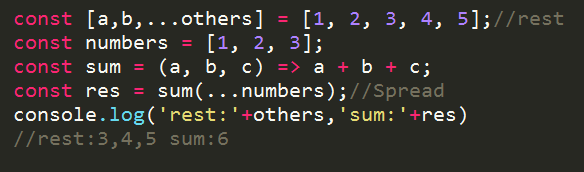 const [a,b,...others] = [1, 2, 3, 4, 5];//rest
const numbers = [1, 2, 3];
const sum = (a, b, c) => a + b + c;
const res = sum(...numbers);//Spread
console.log('rest:'+others,'sum:'+res)
//rest:3,4,5 sum:6